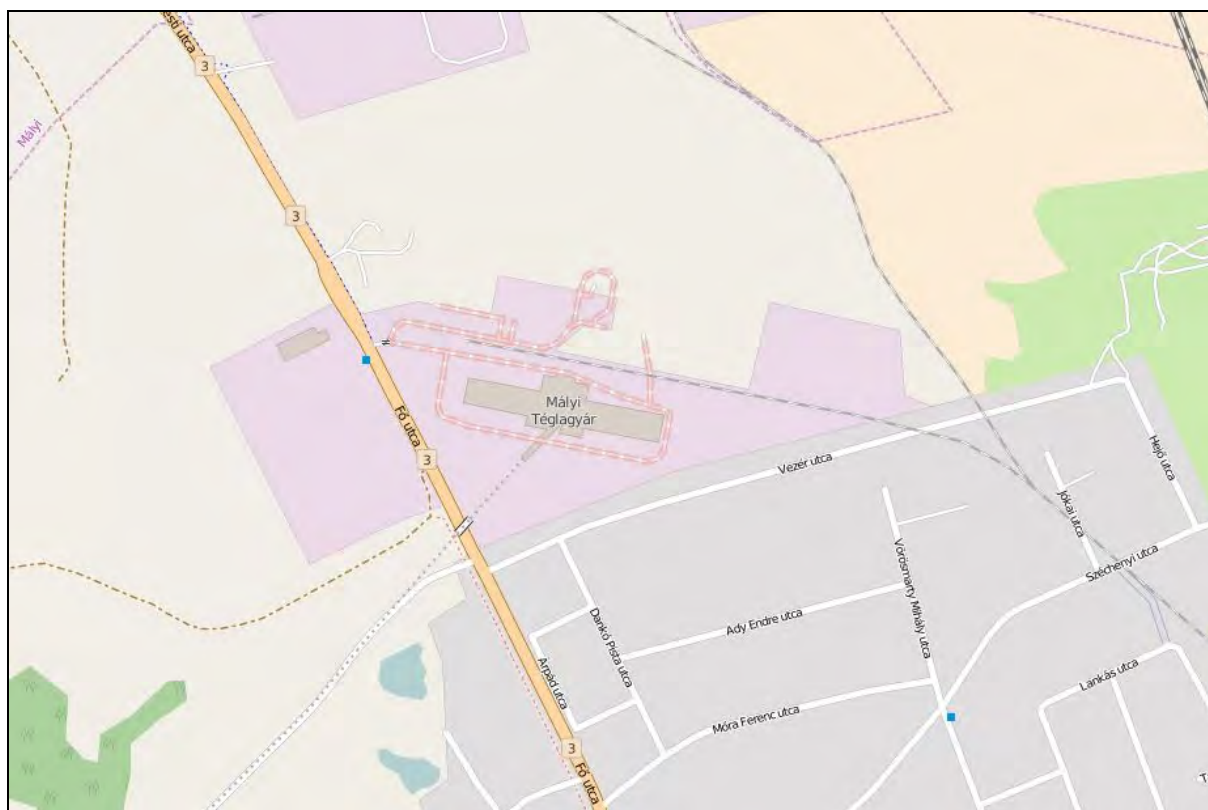 esti utca
3
Mályi
3
Mályi
Téglagyár
Fő utca
3
Vezér utca
Hejő utca
Jókai utca
Vörösmarty Mihály utca
Széchenyi utca
Ady Endre utca
Dankó Pista utca
Árpád utca
Lankás utca
Móra Ferenc utca
3
Fő utca
T